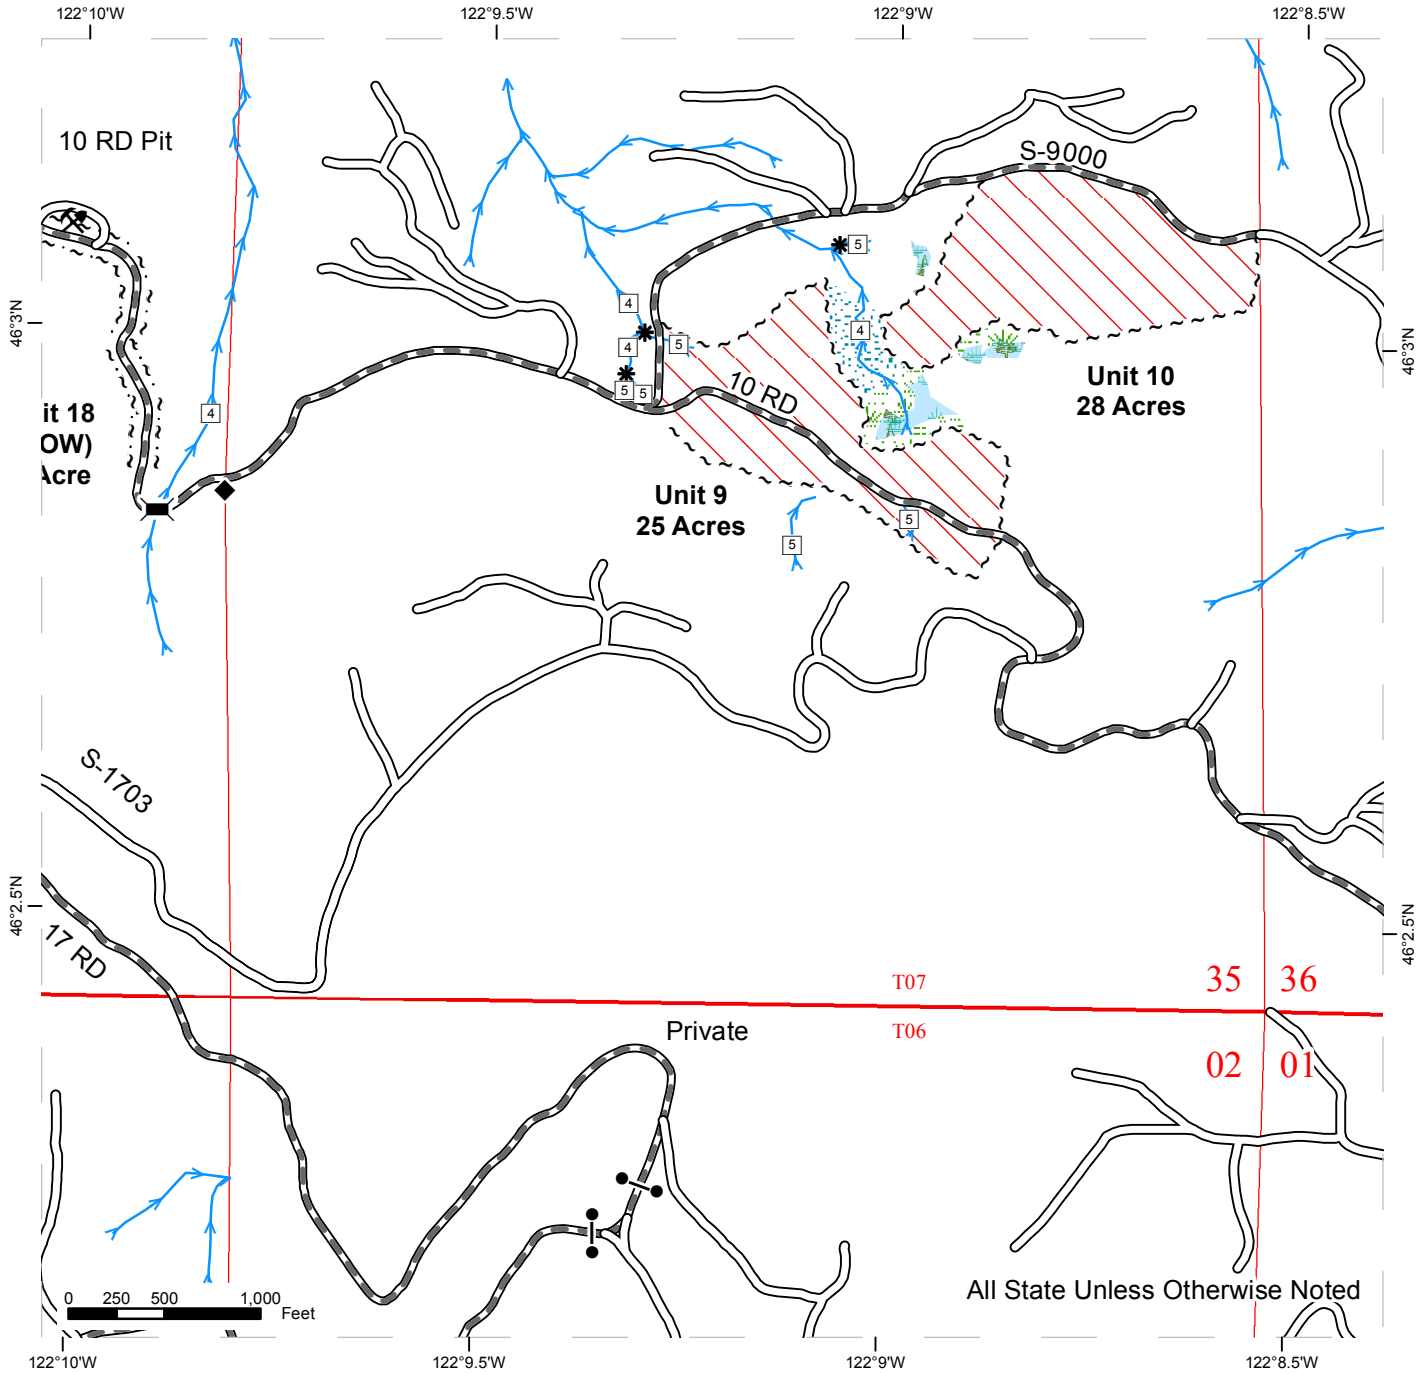 122°10'W
122°9.5'W
122°9'W
122°8.5'W
10 RD Pit
S-9000
5
4
46°3'N
4
5
4
46°3'N
5
5
10 RD
Unit 10
28 Acres
4
it 18
OW)
Acre
Unit 9
25 Acres
5
5
S-1703
46°2.5'N
17 RD
46°2.5'N
T07
35
36
Private
T06
02
01
All State Unless Otherwise Noted
0 250 500 1,000
Feet
122°10'W
122°9.5'W
122°9'W
122°8.5'W